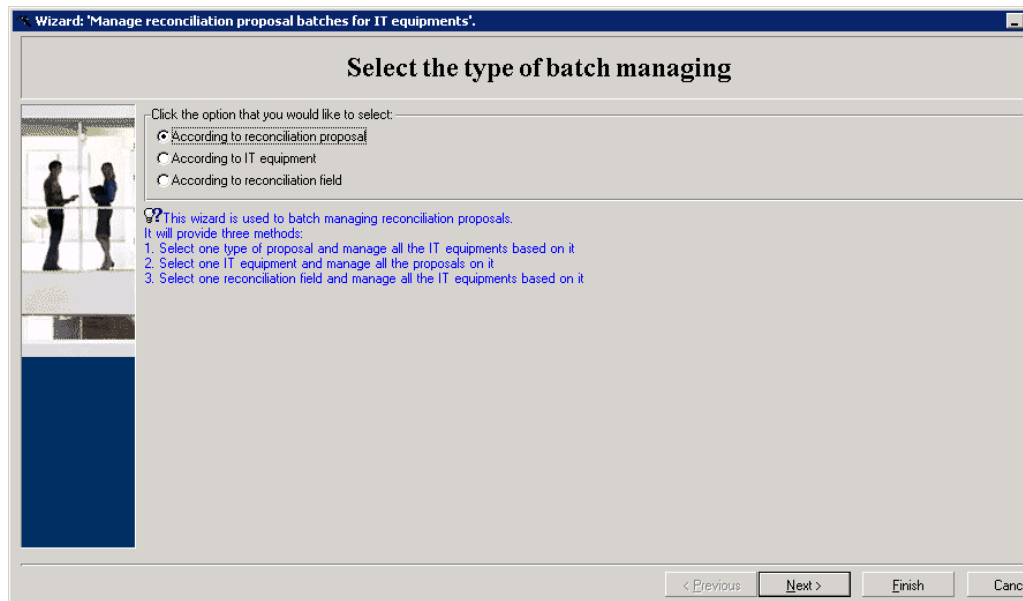 Wizard: 'Manage reconciliation proposal batches for IT equipments'.
Select the type of batch managing
Click the option that you would like to select:
According to reconciliation proposal
According to IT equipment
According to reconciliation field
This wizard is used to batch managing reconciliation proposals.
It will provide three methods:
1. Select one type of proposal and manage all the IT equipments based on it
2. Select one IT equipment and manage all the proposals on it
3. Select one reconciliation field and manage all the IT equipments based on it
< Previous Next > Finish Canc